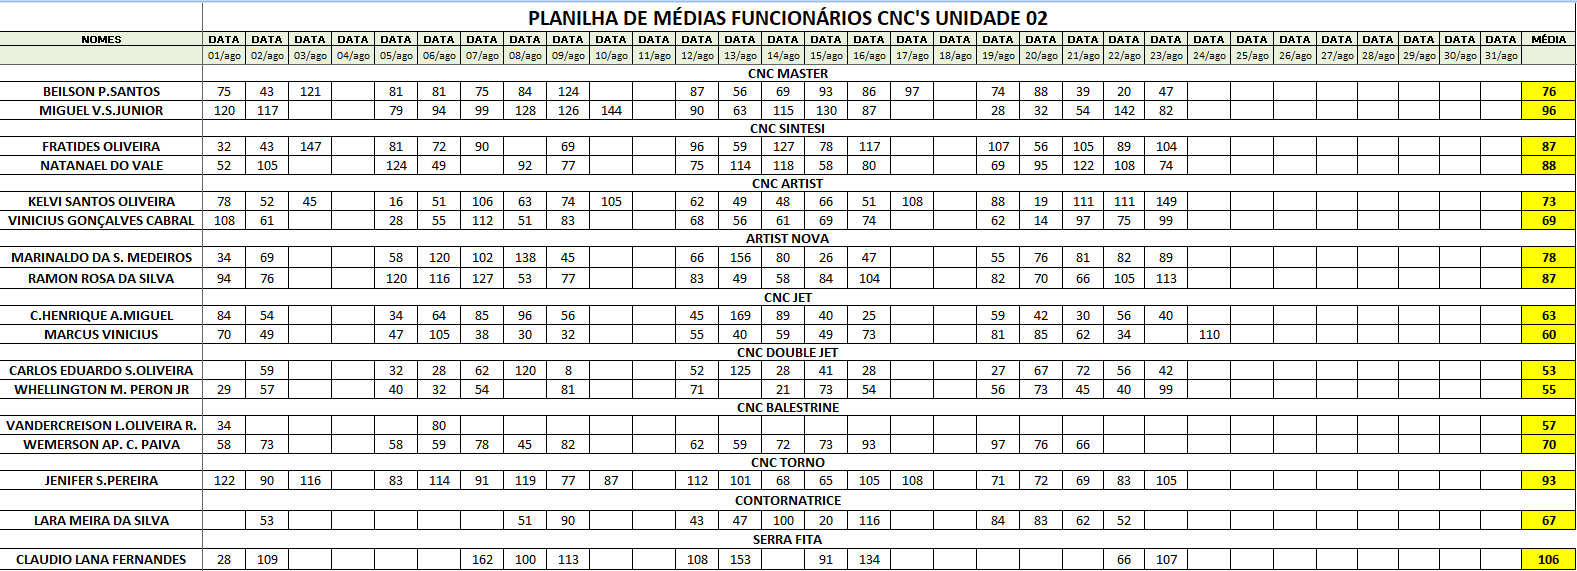 PLANILHA DE MÉDIAS FUNCIONÁRIOS CNC'S UNIDADE 02
NOMES DATA DATA DATA DATA DATA DATA DATA DATA DATA DATA DATA DATA DATA DATA DATA DATA DATA DATA DATA DATA DATA DATA DATA DATA DATA DATA DATA DATA DATA DATA DATA MÉDIA
01/ago 02/ago 03/ago 04/ago 05/ago 06/ago 07/ago 08/ago 09/ago 10/ago 11/ago 12/ago 13/ago 14/ago 15/ago 16/ago 17/ago 18/ago 19/ago 20/ago 21/ago 22/ago 23/ago 24/ago 25/ago 26/ago 27/ago 28/ago 29/ago 30/ago 31/ago
CNC MASTER
BEILSON P.SANTOS 75 43 121 81 81 75 84 124 87 56 69 93 86 97 74 88 39 20 47 76
MIGUEL V.S.JUNIOR 120 117 79 94 99 128 126 144 90 63 115 130 87 28 32 54 142 82 96
CNC SINTESI
FRATIDES OLIVEIRA 32 43 147 81 72 90 69 96 59 127 78 117 107 56 105 89 104 87
NATANAEL DO VALE 52 105 124 49 92 77 75 114 118 58 80 69 95 122 108 74 88
CNC ARTIST
KELVI SANTOS OLIVEIRA 78 52 45 16 51 106 63 74 105 62 49 48 66 51 108 88 19 111 111 149 73
VINICIUS GONÇALVES CABRAL 108 61 28 55 112 51 83 68 56 61 69 74 62 14 97 75 99 69
ARTIST NOVA
MARINALDO DA S. MEDEIROS 34 69 58 120 102 138 45 66 156 80 26 47 55 76 81 82 89 78
RAMON ROSA DA SILVA 94 76 120 116 127 53 77 83 49 58 84 104 82 70 66 105 113 87
CNC JET
C.HENRIQUE A.MIGUEL 84 54 34 64 85 96 56 45 169 89 40 25 59 42 30 56 40 63
MARCUS VINICIUS 70 49 47 105 38 30 32 55 40 59 49 73 81 85 62 34 110 60
CNC DOUBLE JET
CARLOS EDUARDO S.OLIVEIRA 59 32 28 62 120 8 52 125 28 41 28 27 67 72 56 42 53
WHELLINGTON M. PERON JR 29 57 40 32 54 81 71 21 73 54 56 73 45 40 99 55
CNC BALESTRINE
VANDERCREISON L.OLIVEIRA R. 34 80 57
WEMERSON AP. C. PAIVA 58 73 58 59 78 45 82 62 59 72 73 93 97 76 66 70
CNC TORNO
JENIFER S.PEREIRA 122 90 116 83 114 91 119 77 87 112 101 68 65 105 108 71 72 69 83 105 93
CONTORNATRICE
LARA MEIRA DA SILVA 53 51 90 43 47 100 20 116 84 83 62 52 67
SERRA FITA
CLAUDIO LANA FERNANDES 28 109 162 100 113 108 153 91 134 66 107 106